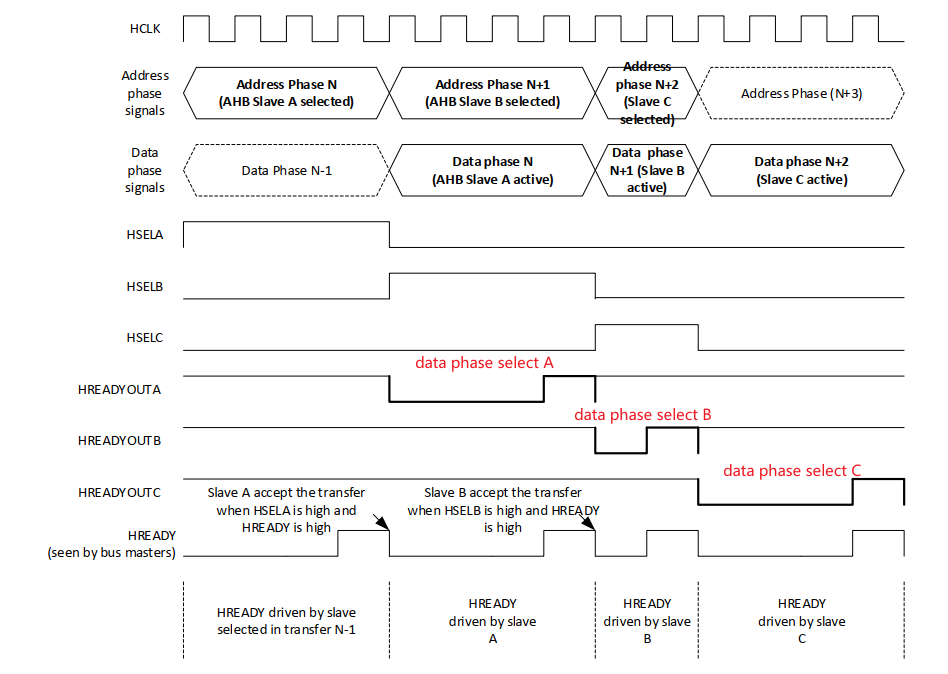 HCLK
Address
phase
signals
Address Phase N
(AHB Slave A selected)
Address Phase N+1
(AHB Slave B selected)
Address
phase N+2
(Slave C
selected)
Address Phase (N+3)
Data
phase
signals
Data Phase N-1
Data phase N
(AHB Slave A active)
Data phase
N+1 (Slave B
active)
Data phase N+2
(Slave C active)
HSELA
HSELB
HSELC
data phase select A
HREADYOUTA
data phase select B
HREADYOUTB
data phase select C
HREADYOUTC
Slave A accept the transfer
when HSELA is high and
HREADY is high
Slave B accept the transfer
when HSELB is high and HREADY
is high
HREADY
(seen by bus masters)
HREADY driven by slave
selected in transfer N-1
HREADY
driven by slave
A
HREADY
driven by slave
B
HREADY
driven by slave
C